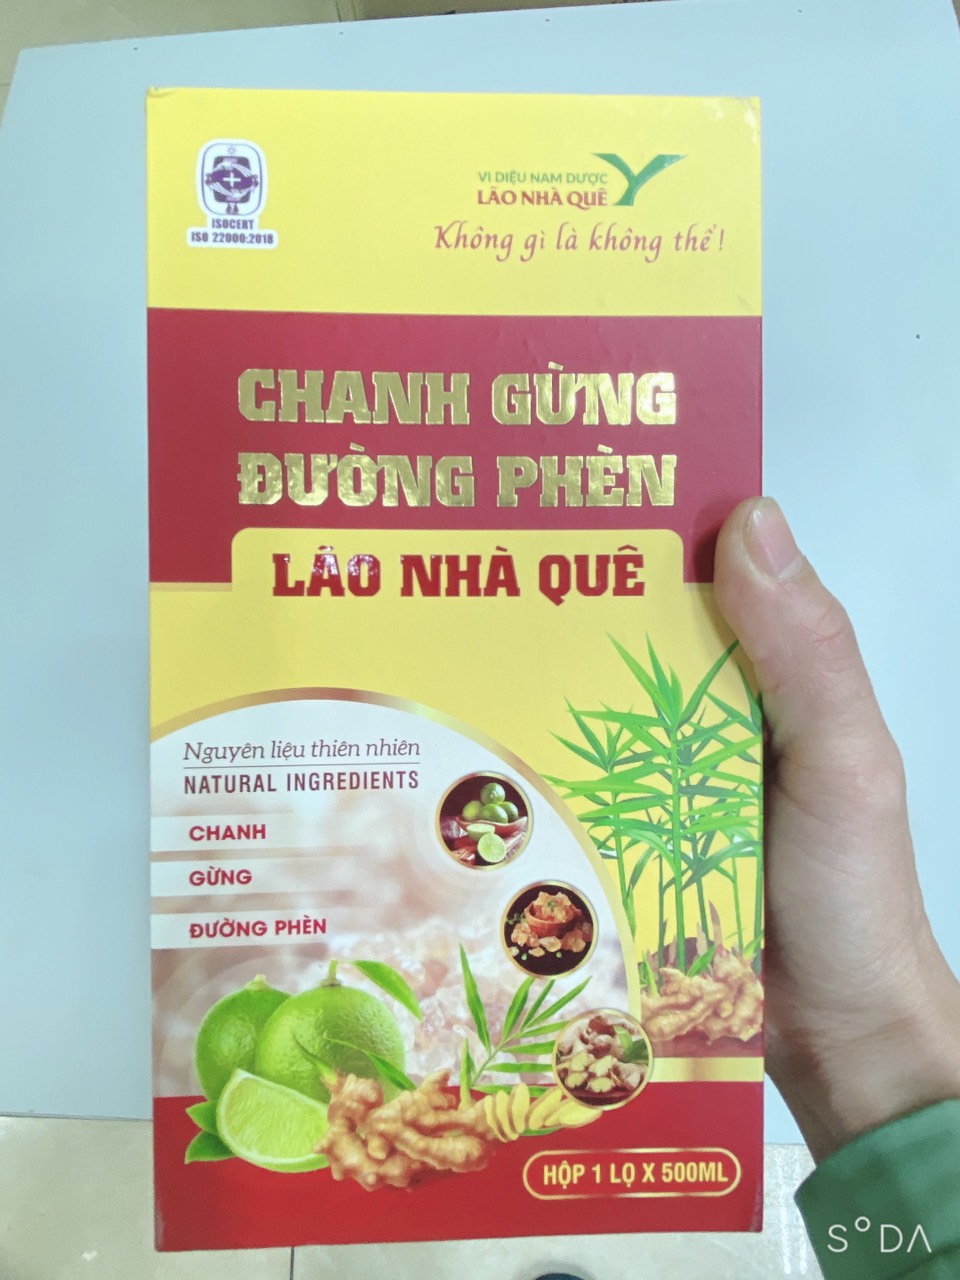 ISOCERT
ISO 22000:2018
VI DIỆU NAM DƯỢC
LÃO NHÀ QUÊ
Không gì là không thể!
CHANH GỪNG
ĐƯỜNG PHÈN
LÃO NHÀ QUÊ
Nguyên liệu thiên nhiên
NATURAL INGREDIENTS
CHANH
GỪNG
ĐƯỜNG PHÈN
HỘP 1 LỌ X 500ML
SODA